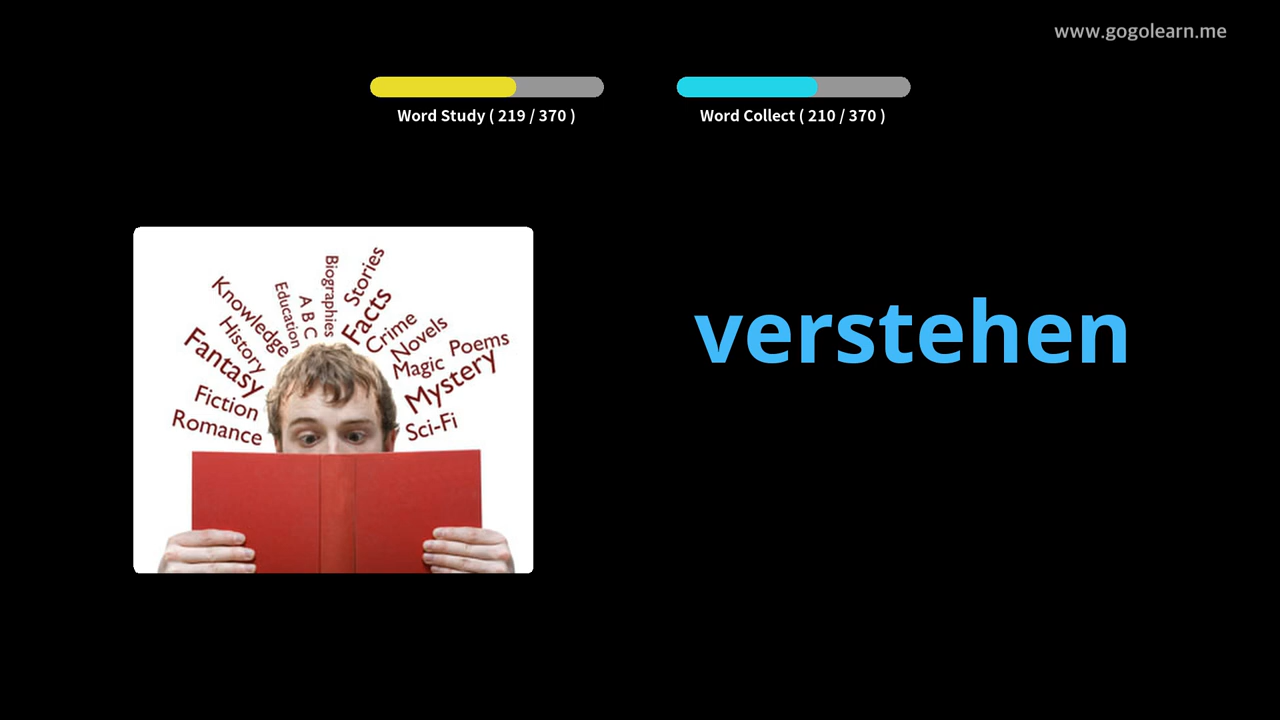 www.gogolearn.me
Word Study ( 219 / 370 )
Word Collect ( 210 / 370 )
Biographies
Stories
Education
A B C
Facts
Knowledge
Crime
History
Novels
Poems
Fantasy
Magic
Mystery
Fiction
Romance
Sci-Fi
verstehen